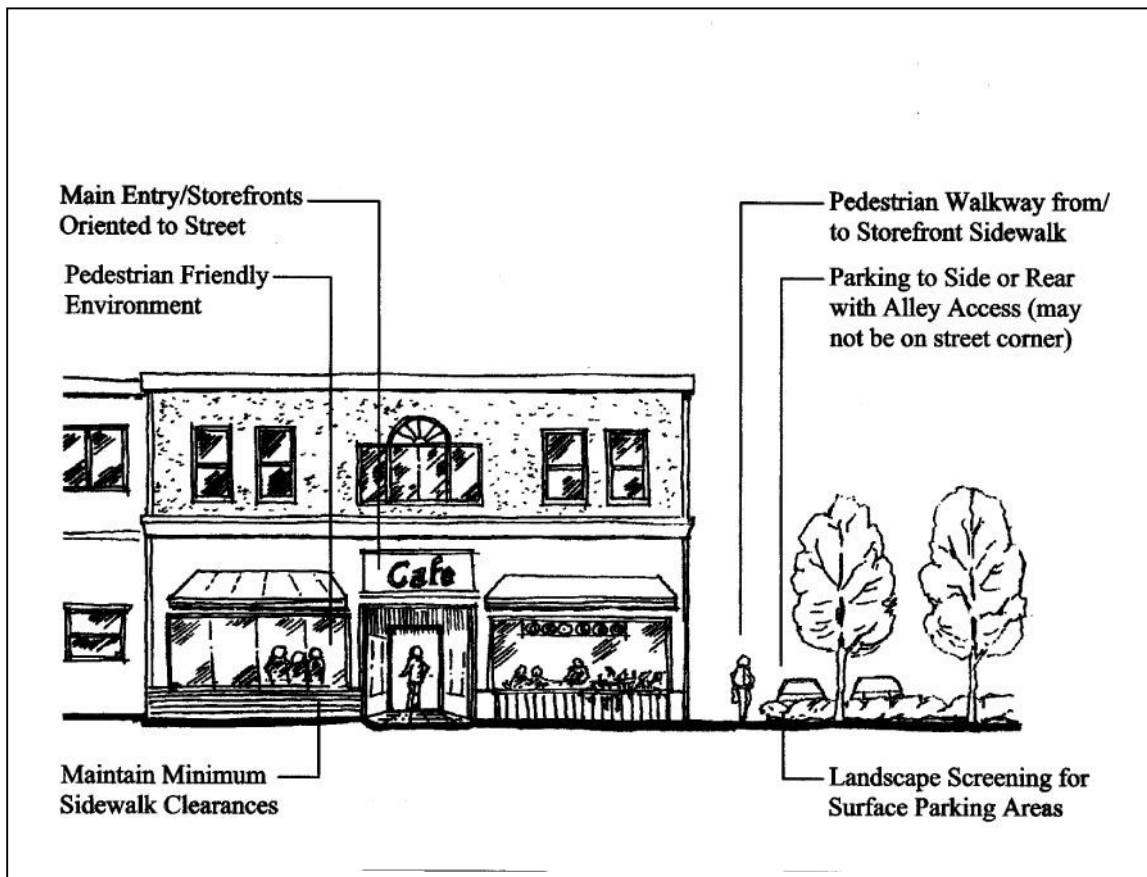 Main Entry/Storefronts
Oriented to Street
Pedestrian Friendly
Environment
Pedestrian Walkway from/
to Storefront Sidewalk
Parking to Side or Rear
with Alley Access (may
not be on street corner)
Cafe
Maintain Minimum
Sidewalk Clearances
Landscape Screening for
Surface Parking Areas